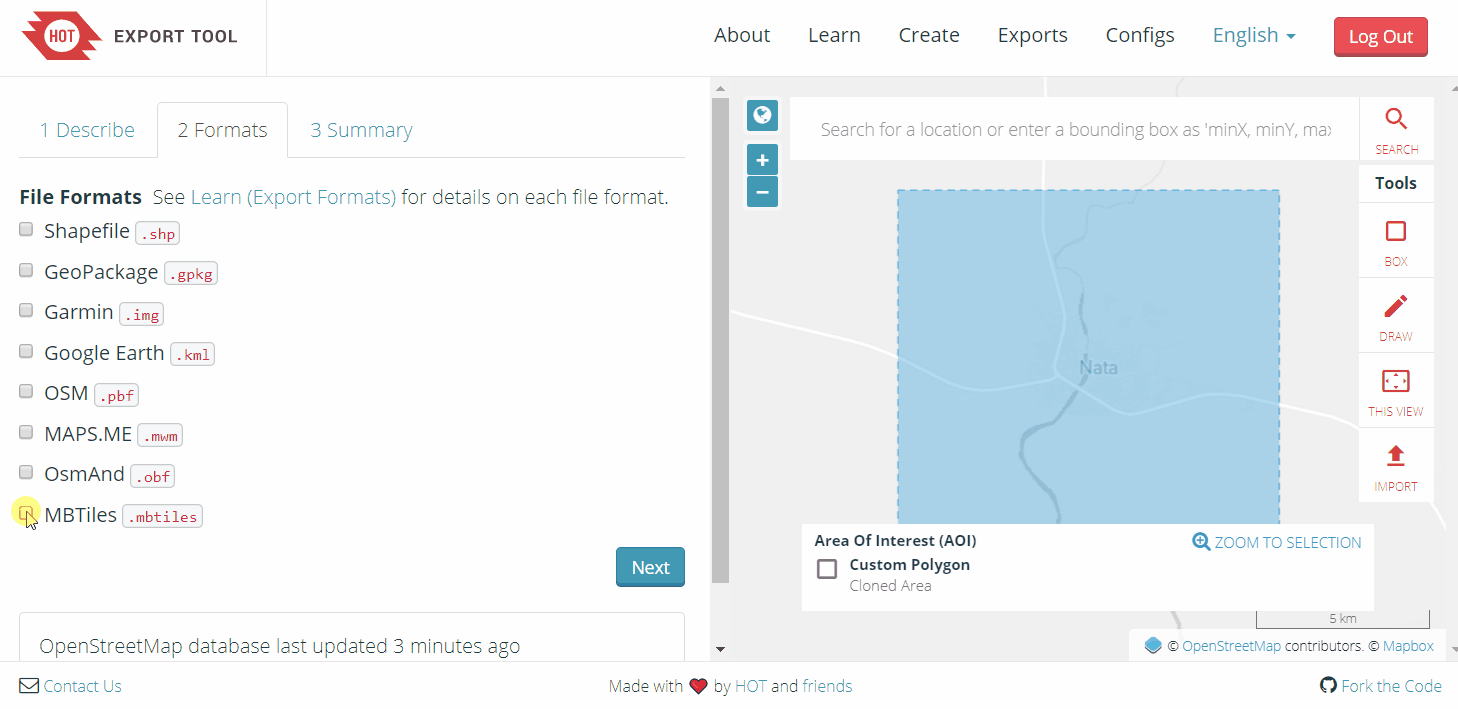 HOT EXPORT TOOL
About Learn Create Exports Configs English Log Out
1 Describe 2 Formats 3 Summary
File Formats See Learn (Export Formats) for details on each file format.
Shapefile .shp
GeoPackage .gpkg
Garmin .img
Google Earth .kml
OSM .pbf
MAPS.ME .mwm
OsmAnd .obf
MBTiles .mbtiles
Next
OpenStreetMap database last updated 3 minutes ago
+
−
Search for a location or enter a bounding box as 'minX, minY, max
SEARCH
Tools
BOX
DRAW
THIS VIEW
IMPORT
Nata
Area Of Interest (AOI) ZOOM TO SELECTION
Custom Polygon
Cloned Area
5 km
© OpenStreetMap contributors. © Mapbox
Contact Us Made with by HOT and friends Fork the Code